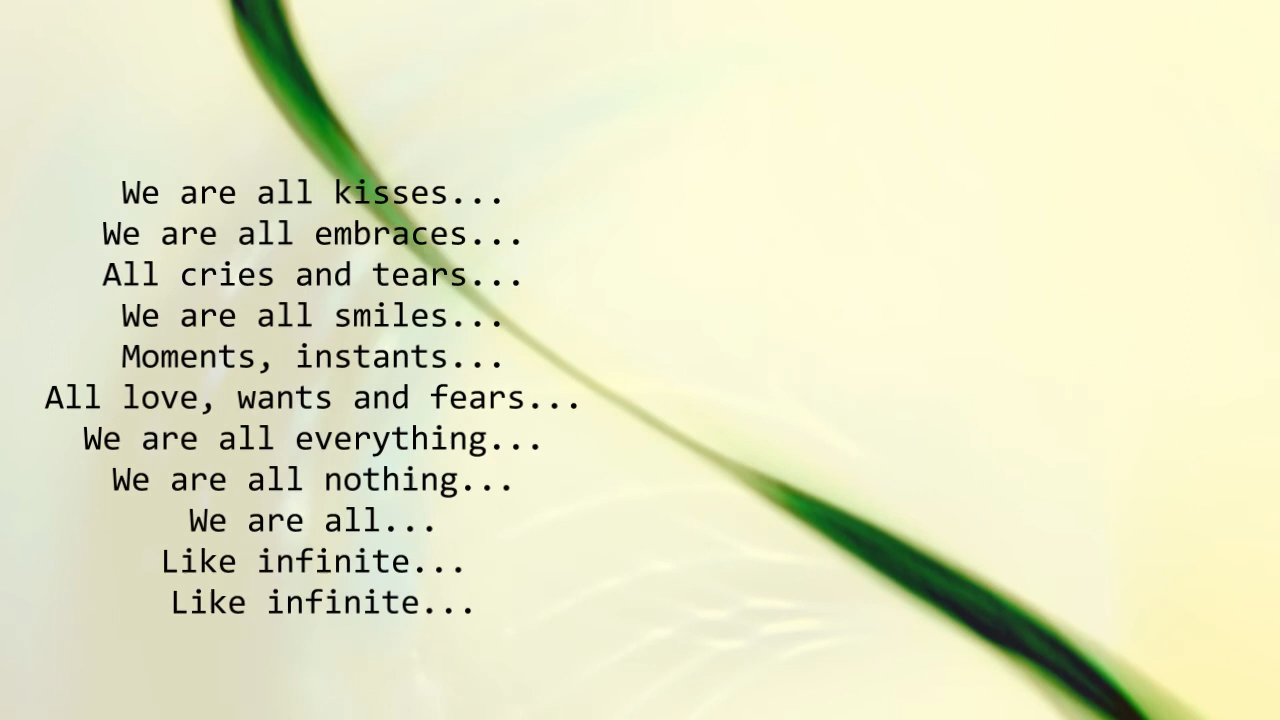 We are all kisses...
We are all embraces...
All cries and tears...
We are all smiles...
Moments, instants...
All love, wants and fears...
We are all everything...
We are all nothing...
We are all...
Like infinite...
Like infinite...